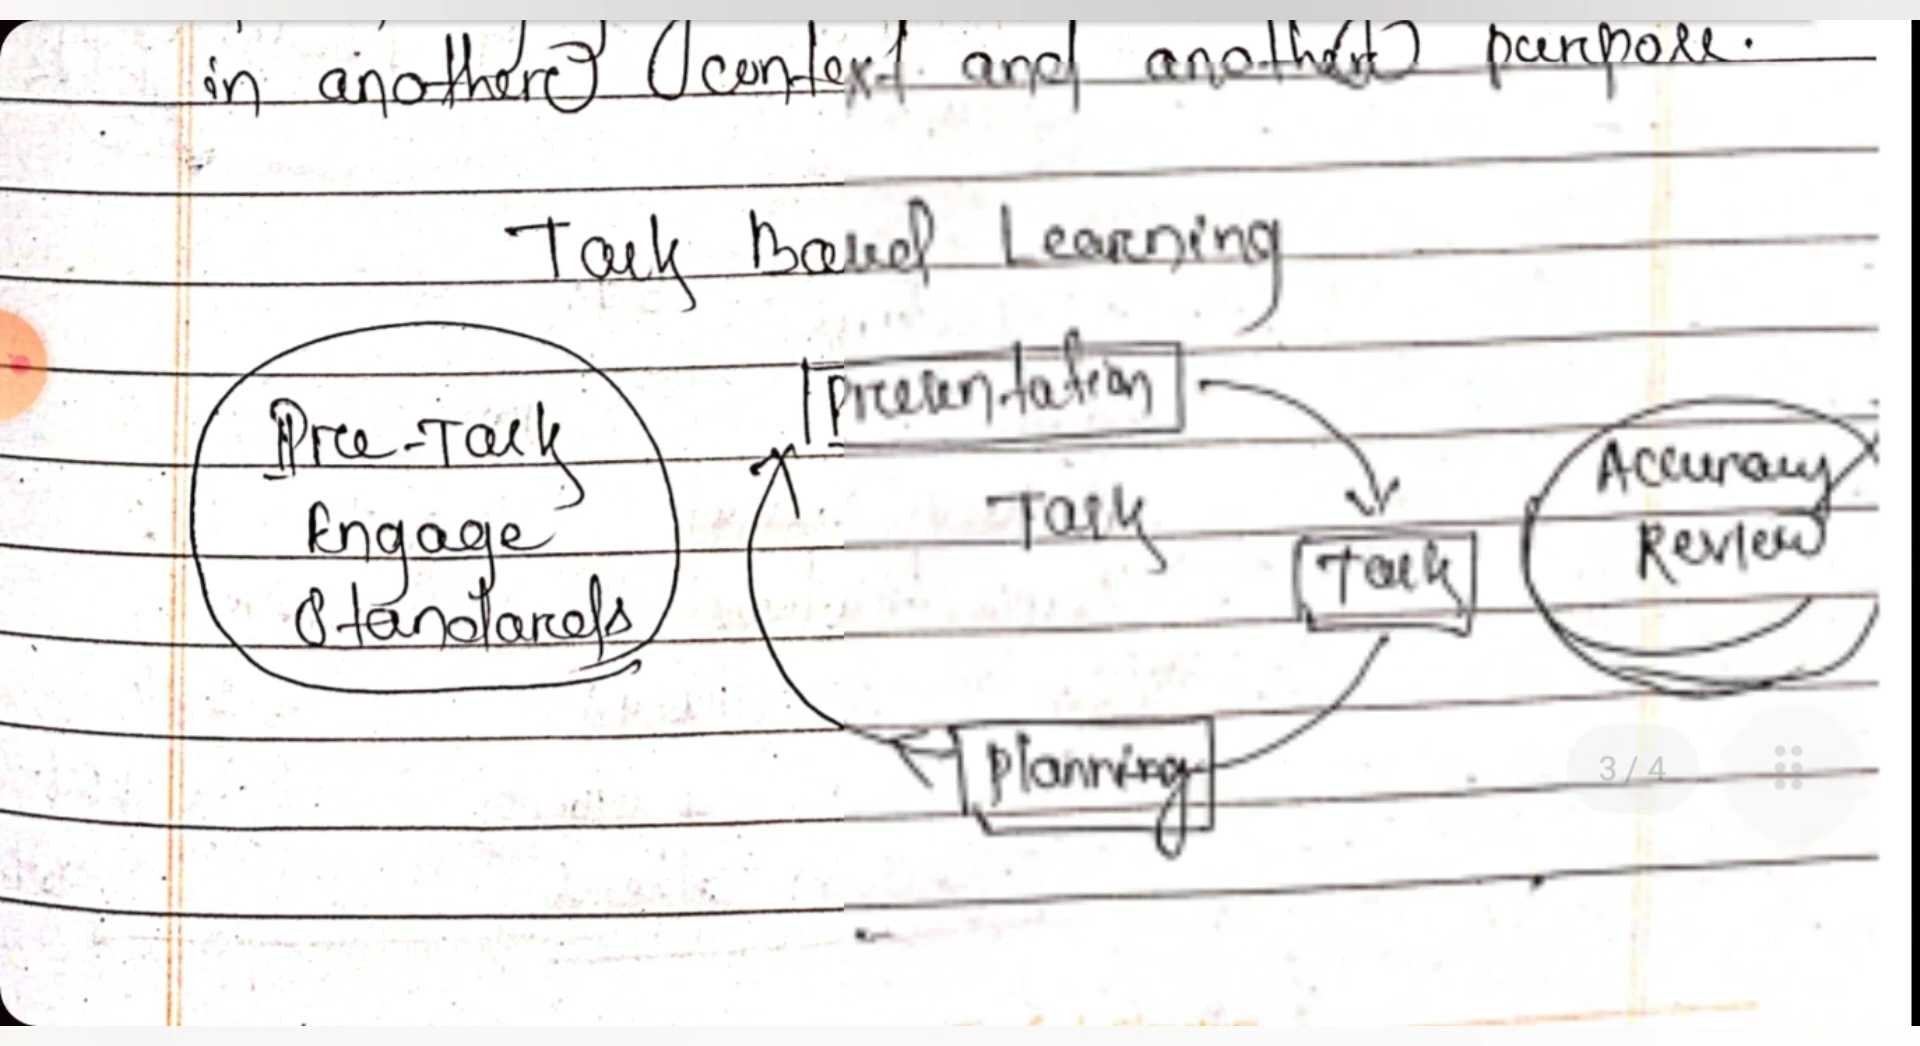 in another context and another purpose.
Task Based Learning
Pre-Task
Engage
Standards
Presentation
Task
Task
Planning
Accuracy
Review
3/4